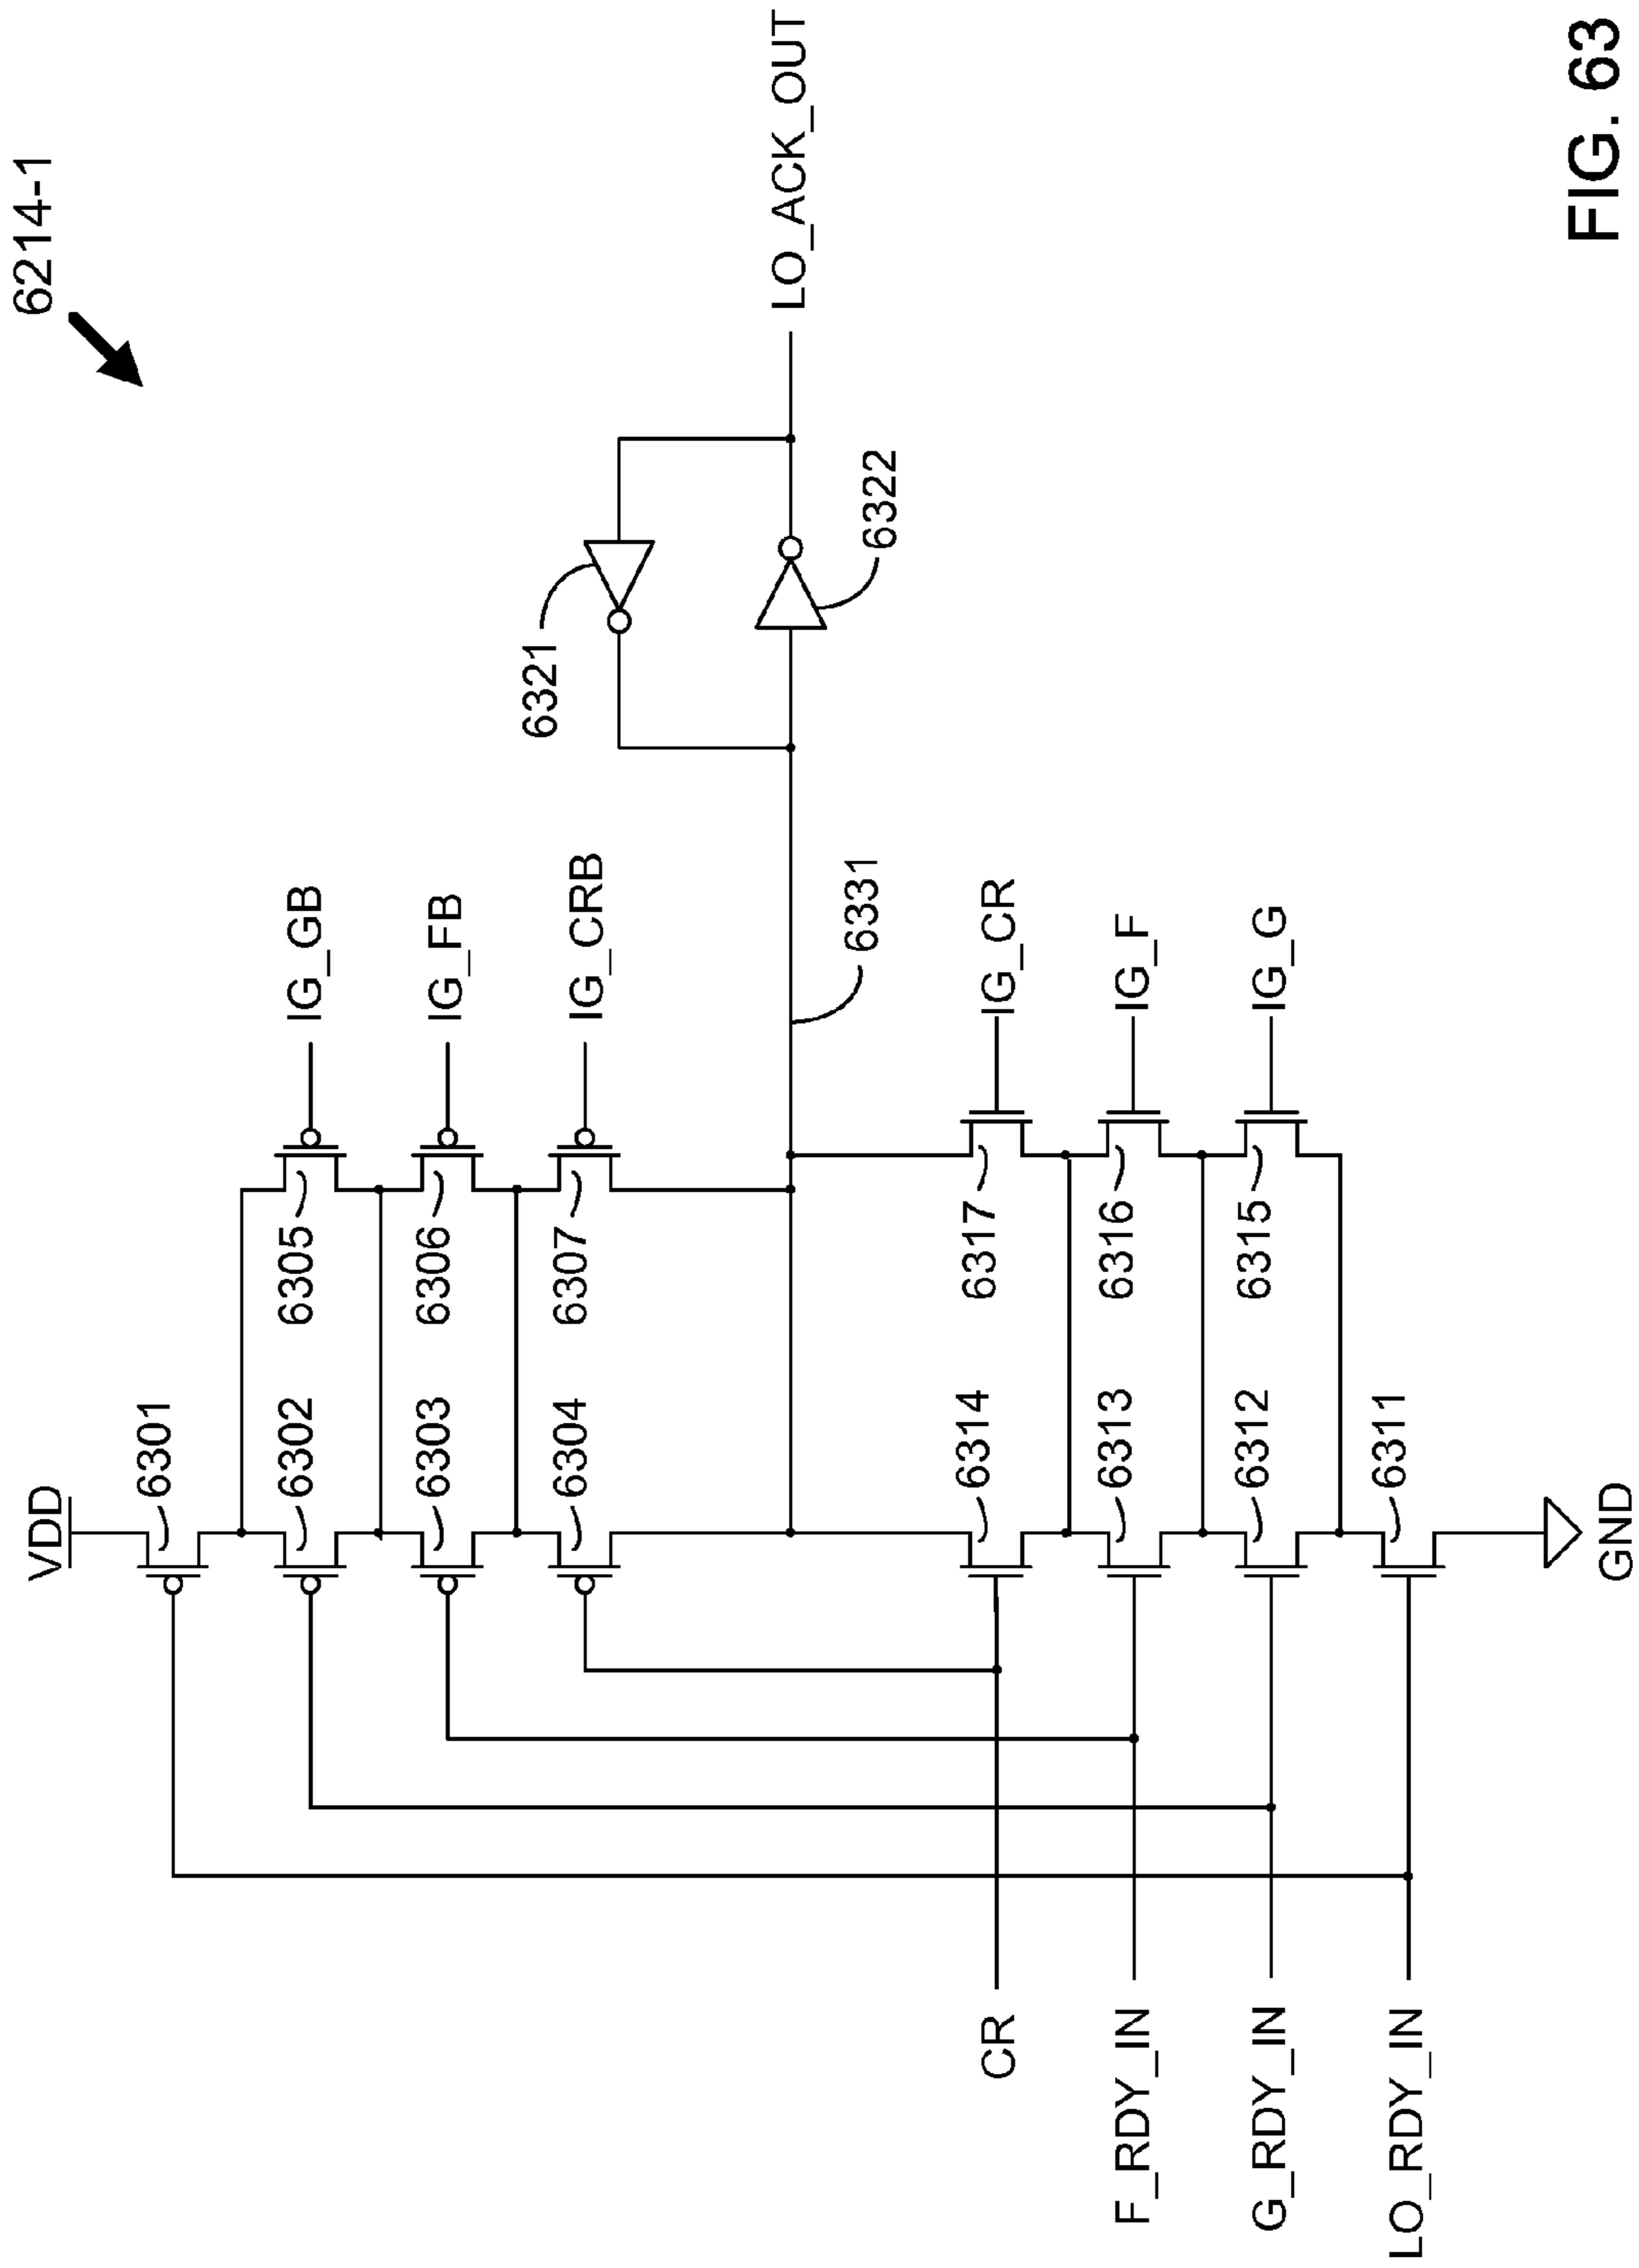 6214-1
VDD
6301
6302
6303
6304
6305
6306
6307
IG_GB
IG_FB
IG_CRB
6321
6322
LO_ACK_OUT
6331
6314
6313
6312
6311
6317
6316
6315
IG_CR
IG_F
IG_G
CR
F_RDY_IN
G_RDY_IN
LO_RDY_IN
GND
FIG. 63